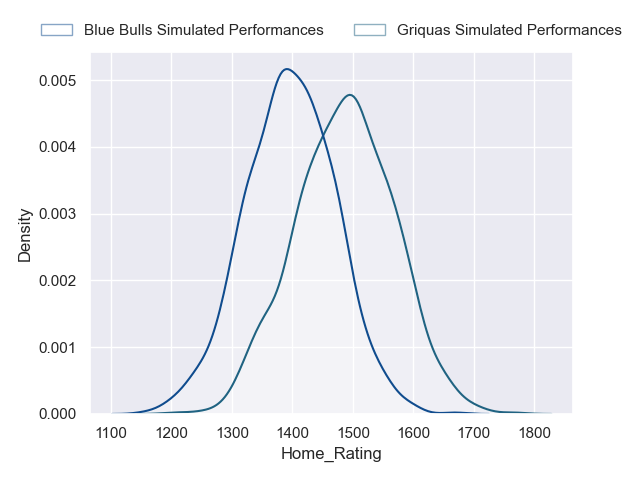 Blue Bulls Simulated Performances
Griquas Simulated Performances
0.005
0.004
0.003
0.002
0.001
0.000
Density
1100 1200 1300 1400 1500 1600 1700 1800
Home_Rating